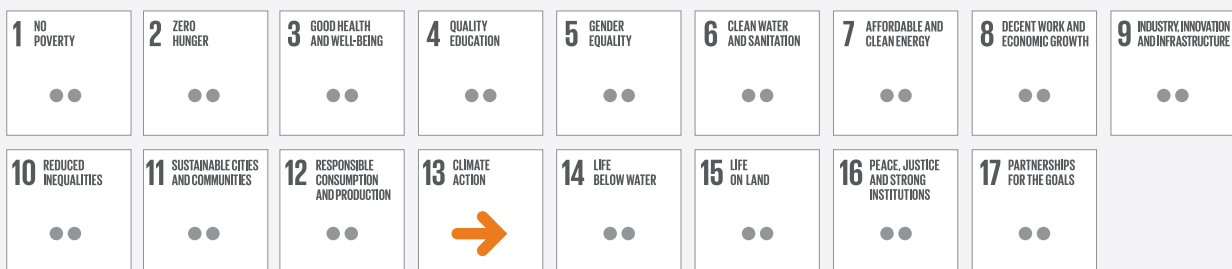 1 NO
POVERTY
2 ZERO
HUNGER
3 GOOD HEALTH
AND WELL-BEING
4 QUALITY
EDUCATION
5 GENDER
EQUALITY
6 CLEAN WATER
AND SANITATION
7 AFFORDABLE AND
CLEAN ENERGY
8 DECENT WORK AND
ECONOMIC GROWTH
9 INDUSTRY, INNOVATION
AND INFRASTRUCTURE
10 REDUCED
INEQUALITIES
11 SUSTAINABLE CITIES
AND COMMUNITIES
12 RESPONSIBLE
CONSUMPTION
AND PRODUCTION
13 CLIMATE
ACTION
14 LIFE
BELOW WATER
15 LIFE
ON LAND
16 PEACE, JUSTICE
AND STRONG
INSTITUTIONS
17 PARTNERSHIPS
FOR THE GOALS